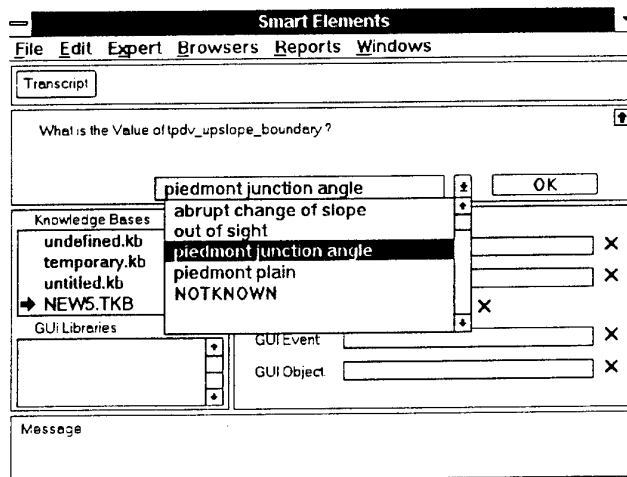 Smart Elements
File Edit Expert Browsers Reports Windows
Transcript
What is the Value of tpdv_upslope_boundary ?
piedmont junction angle
OK
abrupt change of slope
out of sight
piedmont junction angle
piedmont plain
NOTKNOWN
Knowledge Bases
undefined.kb
temporary.kb
untitled.kb
NEW5.TKB
GUI Libraries
GUI Event
GUI Object
Message